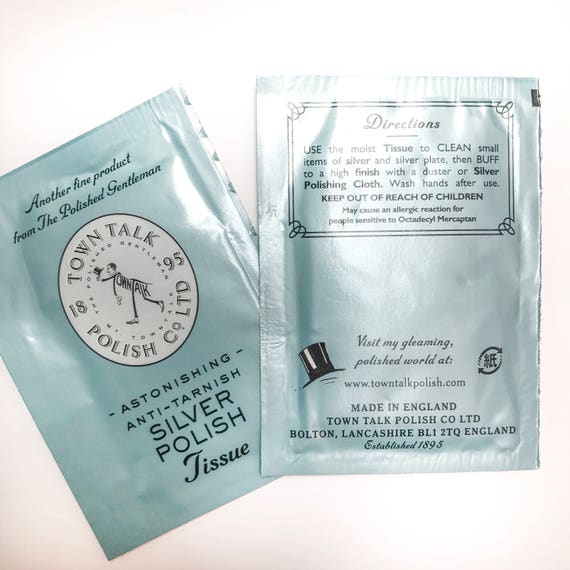 Another fine product
from The Polished Gentleman
TOWN TALK
THE POLISHED GENTLEMAN
18 95
TOWN TALK
POLISH CO LTD
- ASTONISHING -
ANTI-TARNISH
SILVER
POLISH
Tissue
Directions
USE the moist Tissue to CLEAN small
items of silver and silver plate, then BUFF
to a high finish with a duster or Silver
Polishing Cloth. Wash hands after use.
KEEP OUT OF REACH OF CHILDREN
May cause an allergic reaction for
people sensitive to Octadecyl Mercaptan
Visit my gleaming,
polished world at:
www.towntalkpolish.com
紙
MADE IN ENGLAND
TOWN TALK POLISH CO LTD
BOLTON, LANCASHIRE BL1 2TQ ENGLAND
Established 1895